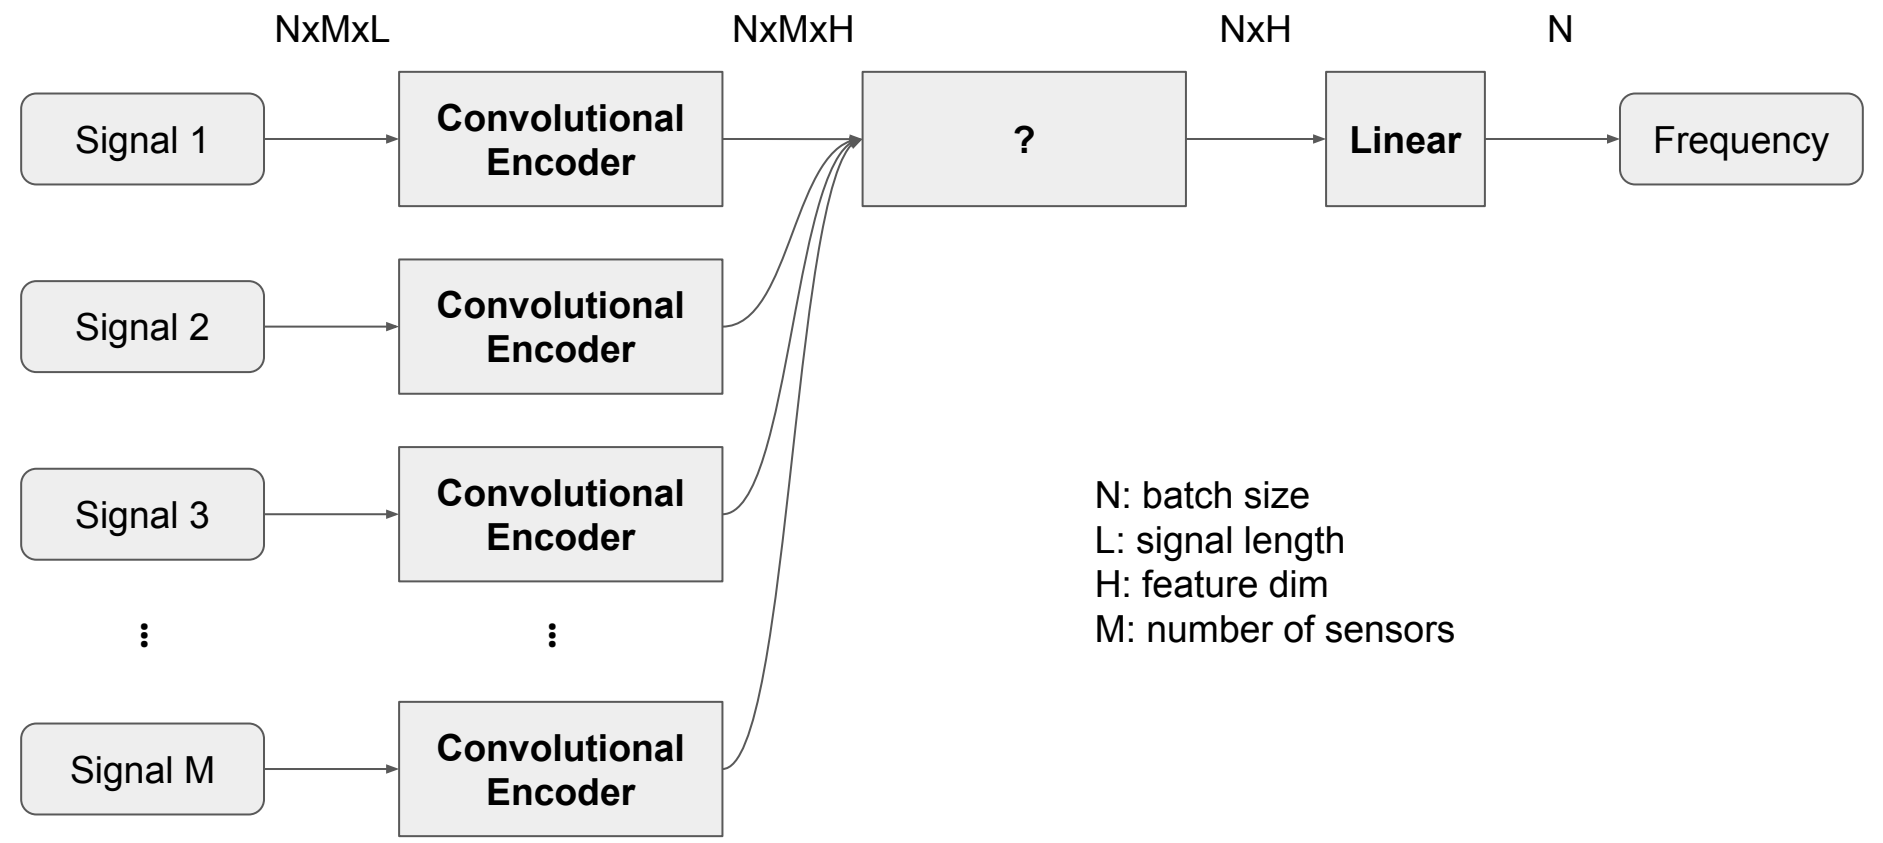 NxMxL
NxMxH
NxH
N
Signal 1
Convolutional
Encoder
?
Linear
Frequency
Signal 2
Convolutional
Encoder
Signal 3
Convolutional
Encoder
N: batch size
L: signal length
H: feature dim
M: number of sensors
Signal M
Convolutional
Encoder